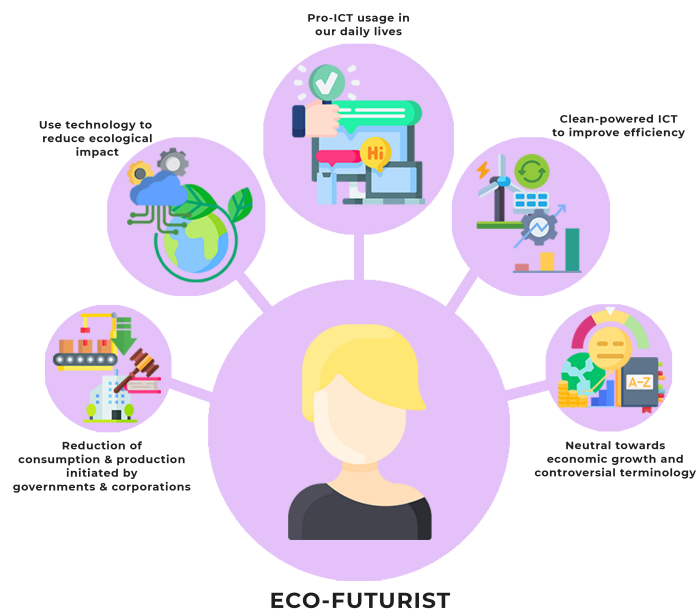 Pro-ICT usage in
our daily lives
Use technology to
reduce ecological
impact
Clean-powered ICT
to improve efficiency
Hi
A-Z
Reduction of
consumption & production
initiated by
governments & corporations
Neutral towards
economic growth and
controversial terminology
ECO-FUTURIST